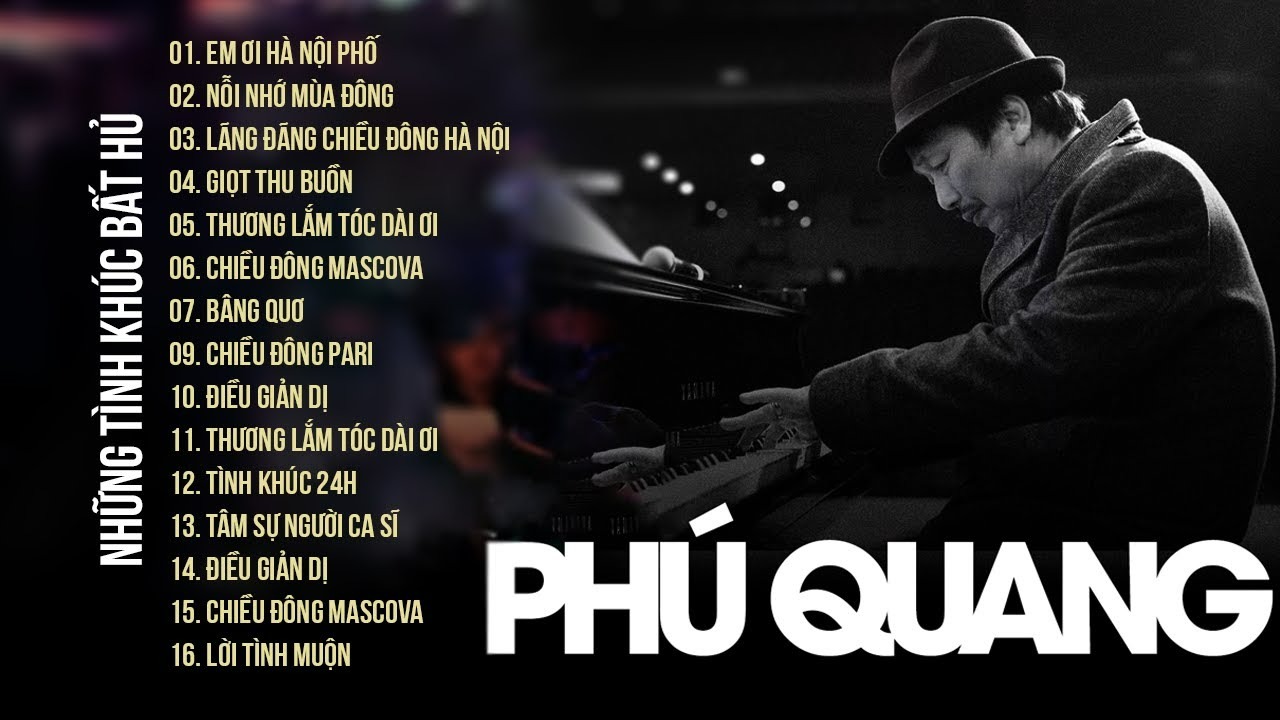 NHỮNG TÌNH KHÚC BẤT HỦ
01. EM ƠI HÀ NỘI PHỐ
02. NỖI NHỚ MÙA ĐÔNG
03. LÃNG ĐÃNG CHIỀU ĐÔNG HÀ NỘI
04. GIỌT THU BUỒN
05. THƯƠNG LẮM TÓC DÀI ƠI
06. CHIỀU ĐÔNG MASCOVA
07. BÂNG QUƠ
09. CHIỀU ĐÔNG PARI
10. ĐIỀU GIẢN DỊ
11. THƯƠNG LẮM TÓC DÀI ƠI
12. TÌNH KHÚC 24H
13. TÂM SỰ NGƯỜI CA SĨ
14. ĐIỀU GIẢN DỊ
15. CHIỀU ĐÔNG MASCOVA
16. LỜI TÌNH MUỘN
PHÚ QUANG